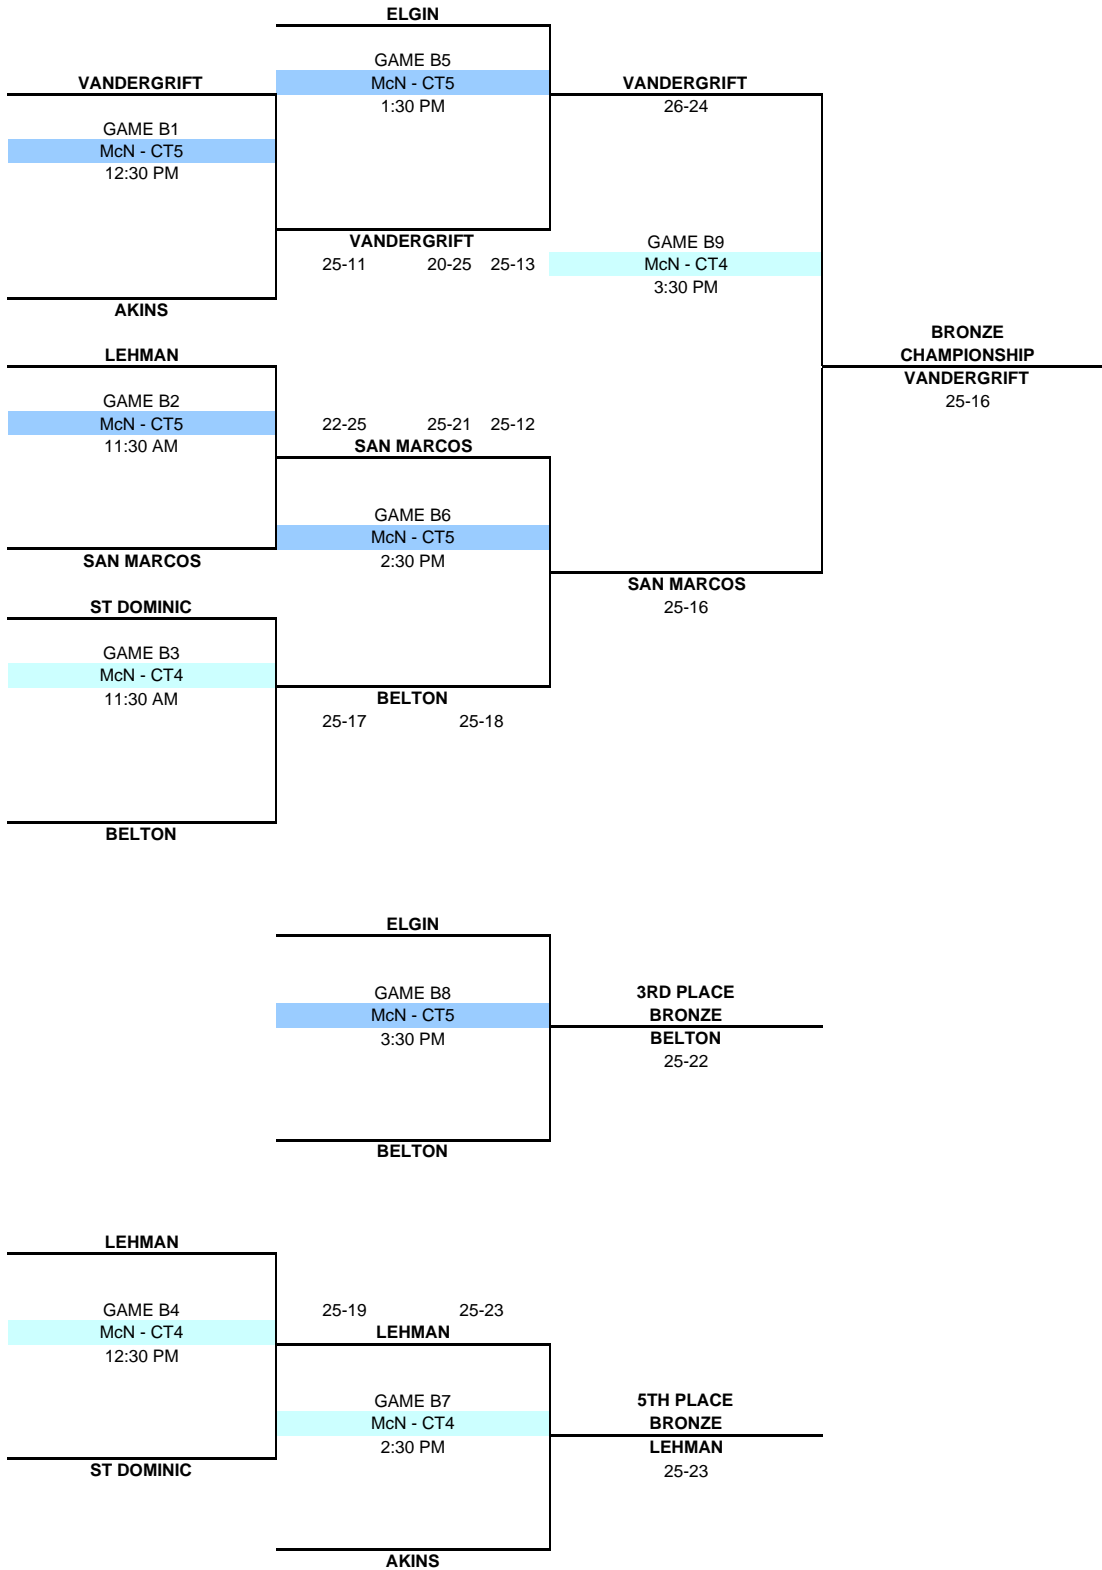 ELGIN
GAME B5
VANDERGRIFT McN - CT5 VANDERGRIFT
1:30 PM 26-24
GAME B1
McN - CT5
12:30 PM
VANDERGRIFT GAME B9
25-11 20-25 25-13 McN - CT4
3:30 PM
AKINS
BRONZE
LEHMAN CHAMPIONSHIP
VANDERGRIFT
GAME B2 25-16
McN - CT5 22-25 25-21 25-12
11:30 AM SAN MARCOS
GAME B6
McN - CT5
SAN MARCOS 2:30 PM
SAN MARCOS
ST DOMINIC 25-16
GAME B3
McN - CT4
11:30 AM BELTON
25-17 25-18
BELTON
ELGIN
GAME B8 3RD PLACE
McN - CT5 BRONZE
3:30 PM BELTON
25-22
BELTON
LEHMAN
GAME B4 25-19 25-23
McN - CT4 LEHMAN
12:30 PM
GAME B7 5TH PLACE
McN - CT4 BRONZE
2:30 PM LEHMAN
ST DOMINIC 25-23
AKINS